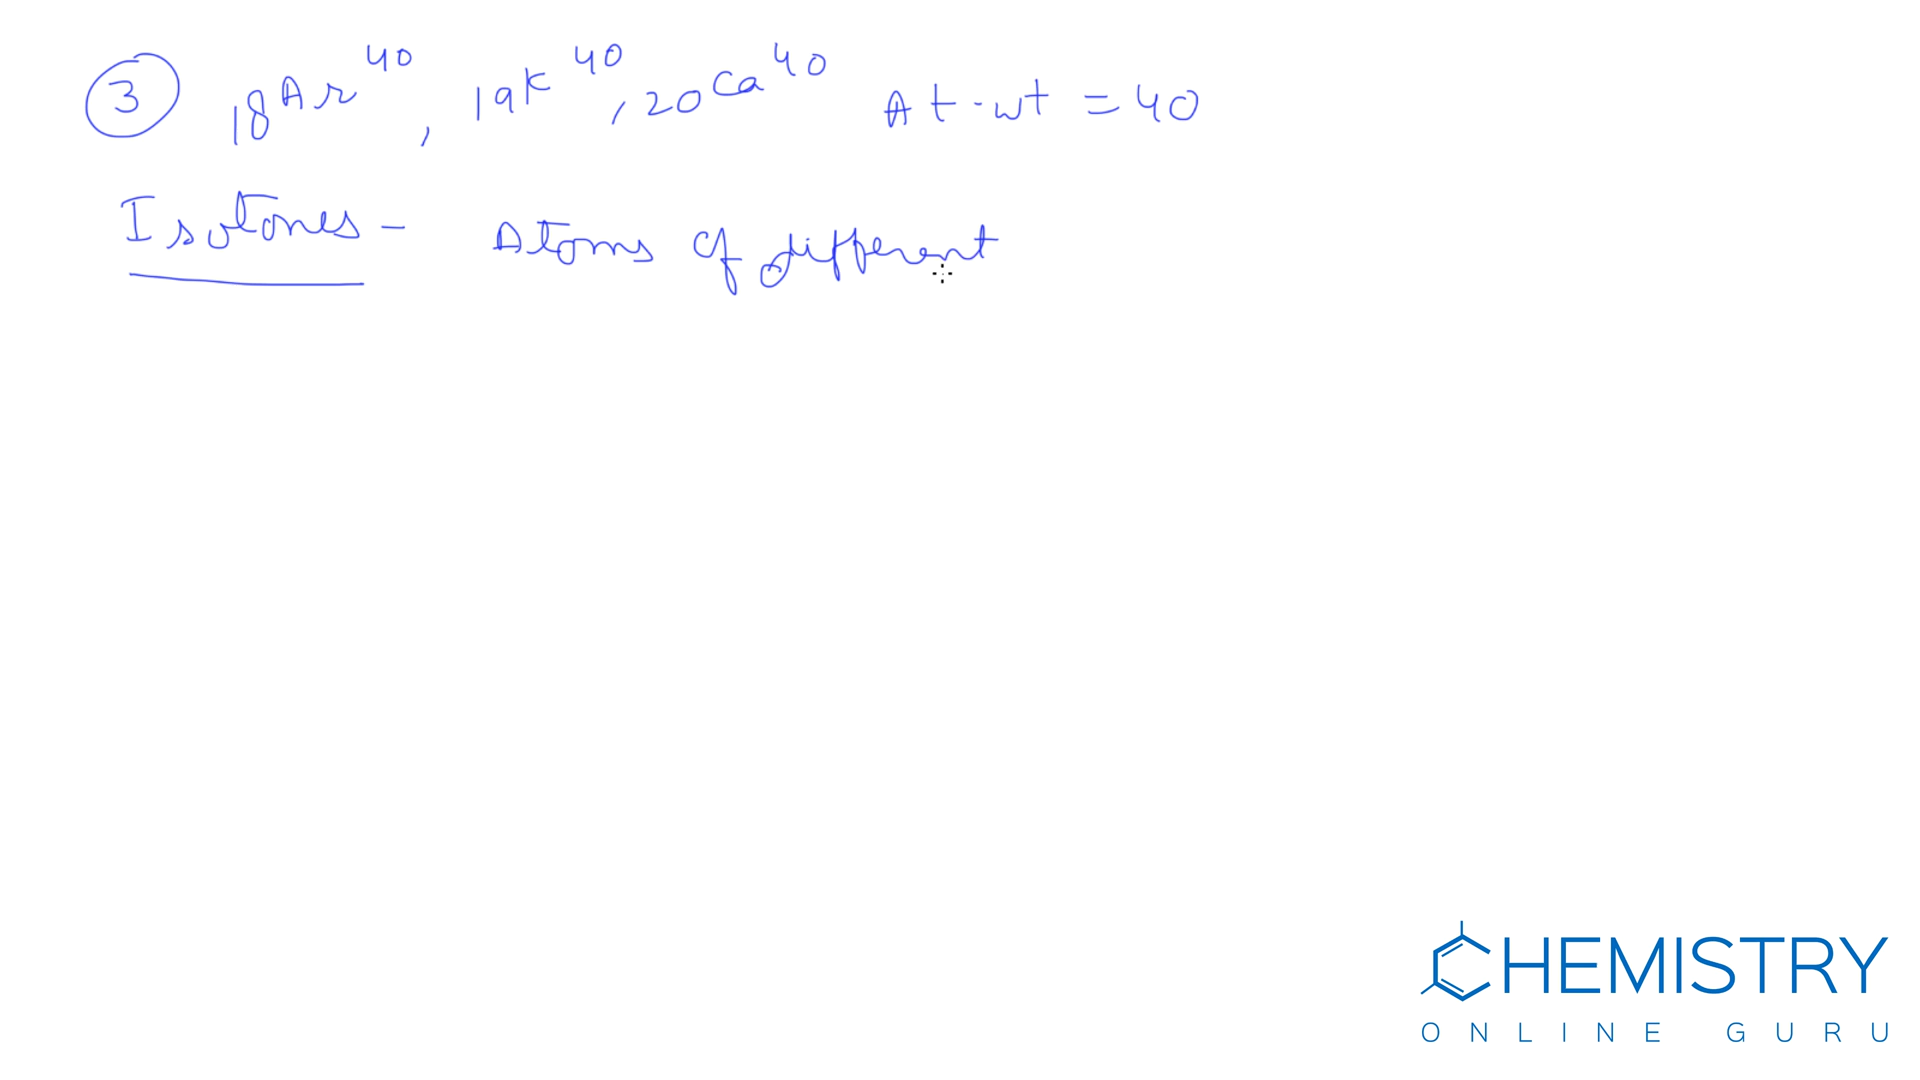 3 18Ar⁴⁰, 19K⁴⁰, 20Ca⁴⁰ At.wt = 40
Isotones - Atoms of different
CHEMISTRY
ONLINE GURU